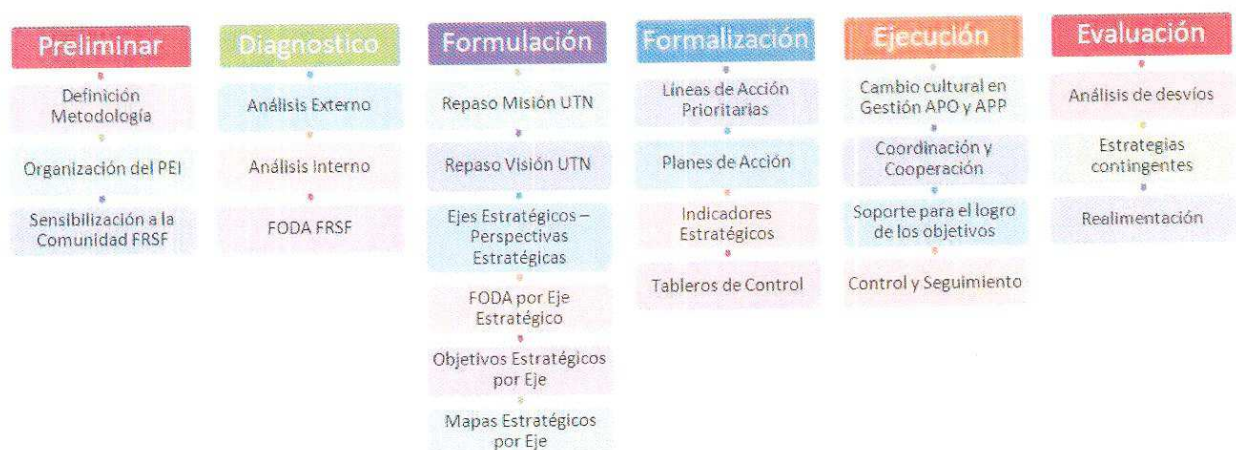 Preliminar
Definición
Metodología
Organización del PEI
Sensibilización a la
Comunidad FRSF
Diagnostico
Análisis Externo
Análisis Interno
FODA FRSF
Formulación
Repaso Misión UTN
Repaso Visión UTN
Ejes Estratégicos –
Perspectivas
Estratégicas
FODA por Eje
Estratégico
Objetivos Estratégicos
por Eje
Mapas Estratégicos
por Eje
Formalización
Líneas de Acción
Prioritarias
Planes de Acción
Indicadores
Estratégicos
Tableros de Control
Ejecución
Cambio cultural en
Gestión APO y APP
Coordinación y
Cooperación
Soporte para el logro
de los objetivos
Control y Seguimiento
Evaluación
Análisis de desvíos
Estrategias
contingentes
Realimentación